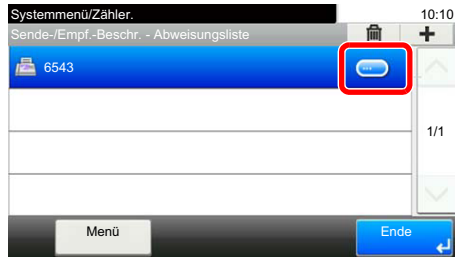 Systemmenü/Zähler. 10:10
Sende-/Empf.-Beschr. - Abweisungsliste
6543
1/1
Menü Ende